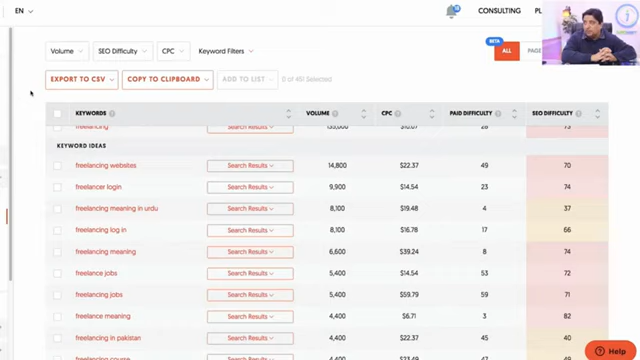 EN
CONSULTING
Volume SEO Difficulty CPC Keyword Filters
BETA
ALL
EXPORT TO CSV COPY TO CLIPBOARD ADD TO LIST 0 of 451 Selected
KEYWORDS VOLUME CPC PAID DIFFICULTY SEO DIFFICULTY
freelancing
KEYWORD IDEAS
freelancing websites Search Results 14,800 $22.37 49 70
freelancer login Search Results 9,900 $14.54 23 74
freelancing meaning in urdu Search Results 8,100 $19.48 4 37
freelancing log in Search Results 8,100 $16.78 17 66
freelancing meaning Search Results 6,600 $39.24 8 74
freelance jobs Search Results 5,400 $14.54 53 72
freelancing jobs Search Results 5,400 $59.79 59 71
freelance meaning Search Results 4,400 $6.71 3 82
freelancing in pakistan Search Results 4,400 $22.37 45 40
freelancing course
Help